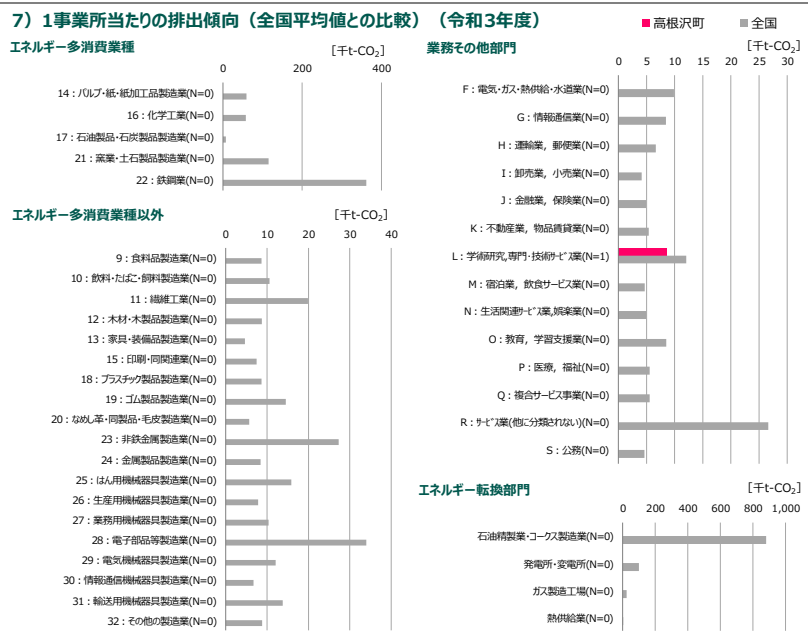 7）1事業所当たりの排出傾向（全国平均値との比較）（令和3年度）
■高根沢町 ■全国
エネルギー多消費業種
[千t-CO₂]
0 200 400
14：パルプ・紙・紙加工品製造業(N=0)
16：化学工業(N=0)
17：石油製品・石炭製品製造業(N=0)
21：窯業・土石製品製造業(N=0)
22：鉄鋼業(N=0)
エネルギー多消費業種以外
[千t-CO₂]
0 10 20 30 40
9：食料品製造業(N=0)
10：飲料・たばこ・飼料製造業(N=0)
11：繊維工業(N=0)
12：木材・木製品製造業(N=0)
13：家具・装備品製造業(N=0)
15：印刷・同関連業(N=0)
18：プラスチック製品製造業(N=0)
19：ゴム製品製造業(N=0)
20：なめし革・同製品・毛皮製造業(N=0)
23：非鉄金属製造業(N=0)
24：金属製品製造業(N=0)
25：はん用機械器具製造業(N=0)
26：生産用機械器具製造業(N=0)
27：業務用機械器具製造業(N=0)
28：電子部品等製造業(N=0)
29：電気機械器具製造業(N=0)
30：情報通信機械器具製造業(N=0)
31：輸送用機械器具製造業(N=0)
32：その他の製造業(N=0)
業務その他部門
[千t-CO₂]
0 5 10 15 20 25 30
F：電気・ガス・熱供給・水道業(N=0)
G：情報通信業(N=0)
H：運輸業，郵便業(N=0)
I：卸売業，小売業(N=0)
J：金融業，保険業(N=0)
K：不動産業，物品賃貸業(N=0)
L：学術研究,専門・技術サービス業(N=1)
M：宿泊業，飲食サービス業(N=0)
N：生活関連サービス業,娯楽業(N=0)
O：教育，学習支援業(N=0)
P：医療，福祉(N=0)
Q：複合サービス事業(N=0)
R：サービス業(他に分類されない)(N=0)
S：公務(N=0)
エネルギー転換部門
[千t-CO₂]
0 200 400 600 800 1,000
石油精製業・コークス製造業(N=0)
発電所・変電所(N=0)
ガス製造工場(N=0)
熱供給業(N=0)